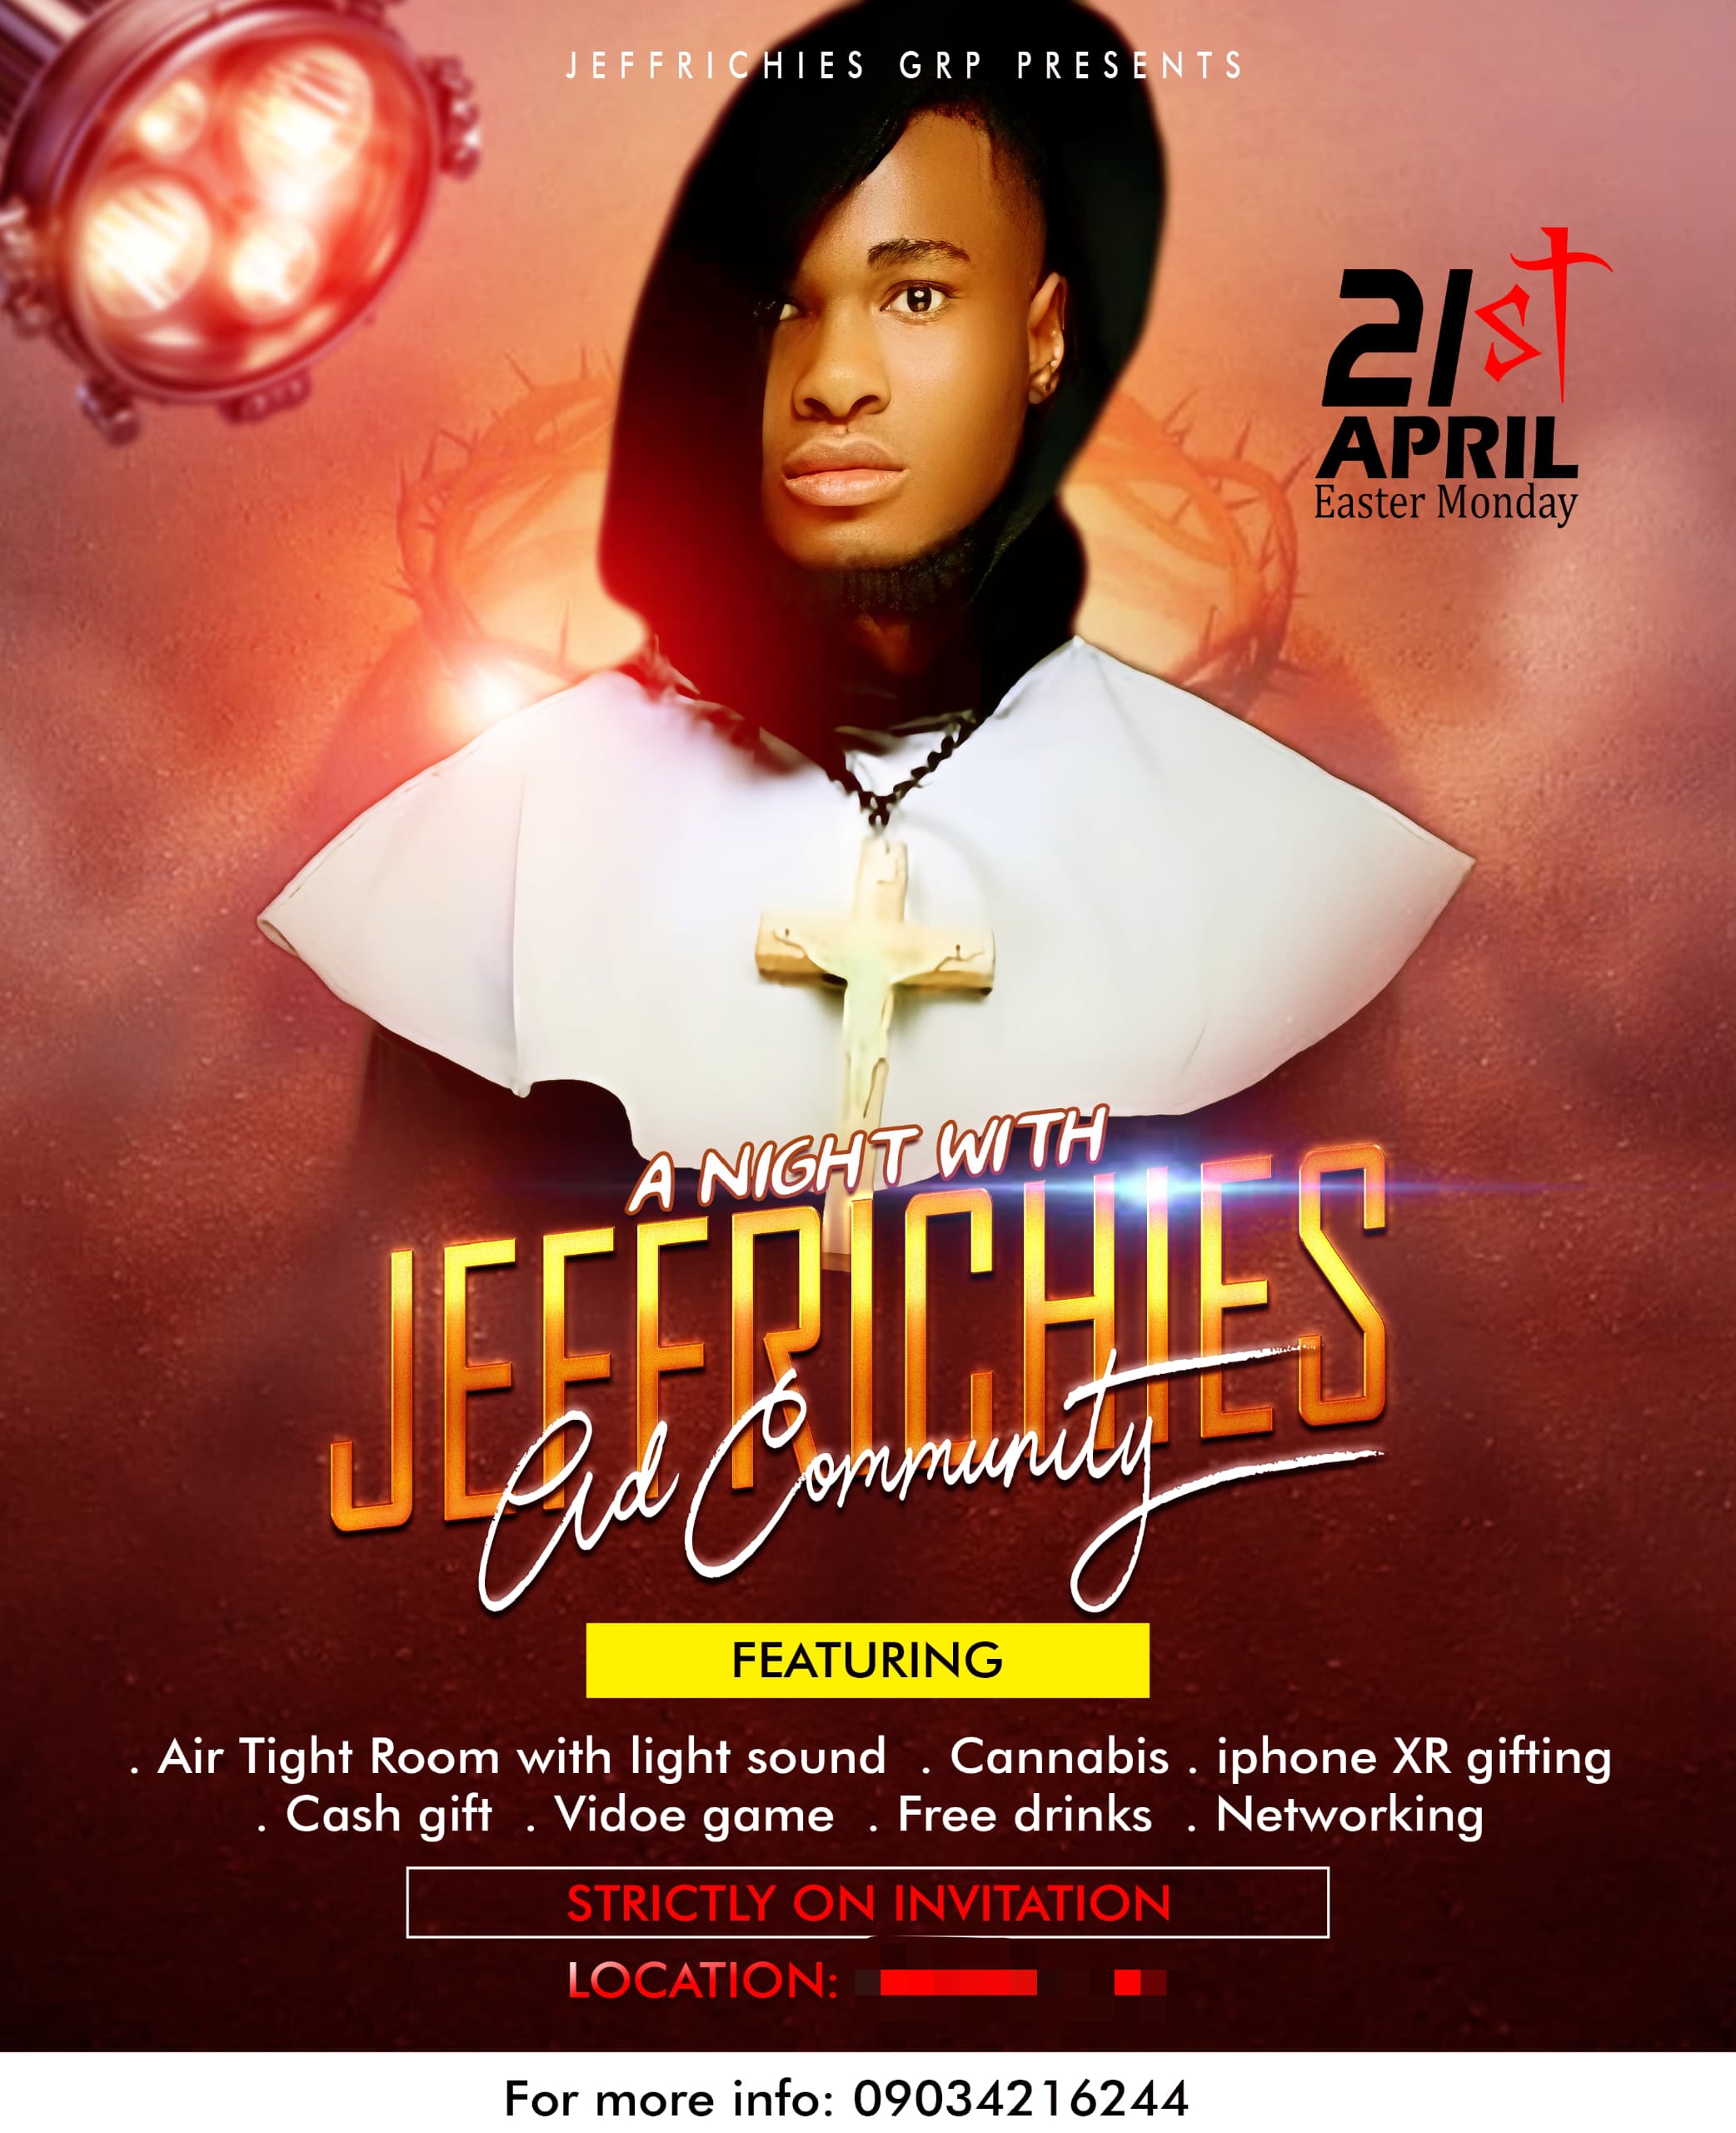 JEFFRICHIES GRP PRESENTS
21st
APRIL
Easter Monday
A NIGHT WITH
JEFFRICHIES
Ad Community
FEATURING
. Air Tight Room with light sound . Cannabis . iphone XR gifting
. Cash gift . Vidoe game . Free drinks . Networking
STRICTLY ON INVITATION
LOCATION:
For more info: 09034216244